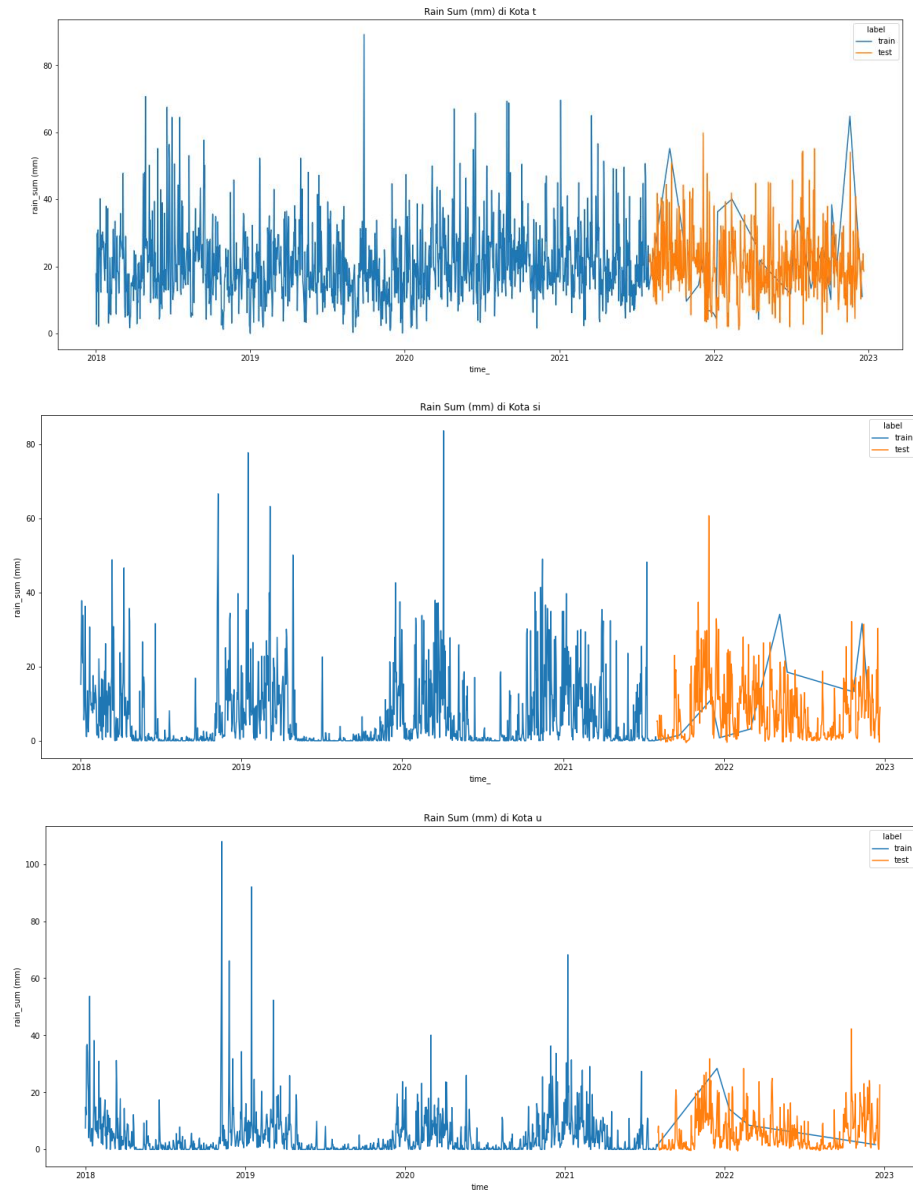 Rain Sum (mm) di Kota t
label
train
test
80
60
40
20
0
rain_sum (mm)
2018
2019
2020
2021
2022
2023
time_
Rain Sum (mm) di Kota si
label
train
test
80
60
40
20
0
rain_sum (mm)
2018
2019
2020
2021
2022
2023
time_
Rain Sum (mm) di Kota u
label
train
test
100
80
60
40
20
0
rain_sum (mm)
2018
2019
2020
2021
2022
2023
time_